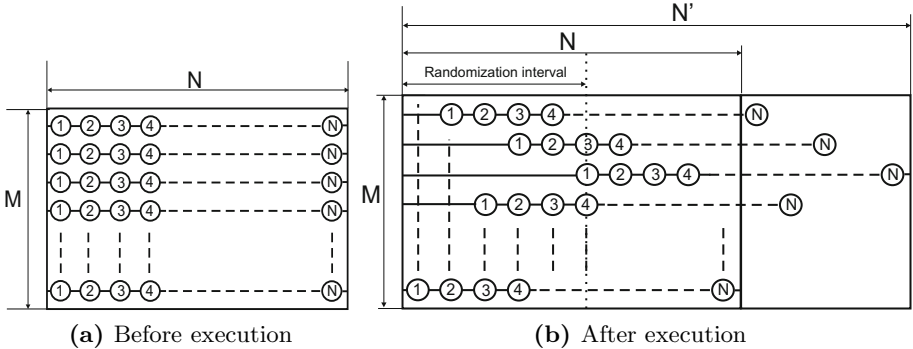 N'
N
N
Randomization interval
1 2 3 4 N
1 2 3 4 N
1 2 3 4 N
1 2 3 4 N
M
1 2 3 4 N
1 2 3 4 N
1 2 3 4 N
1 2 3 4 N
1 2 3 4 N
M
1 2 3 4 N
(a) Before execution
(b) After execution